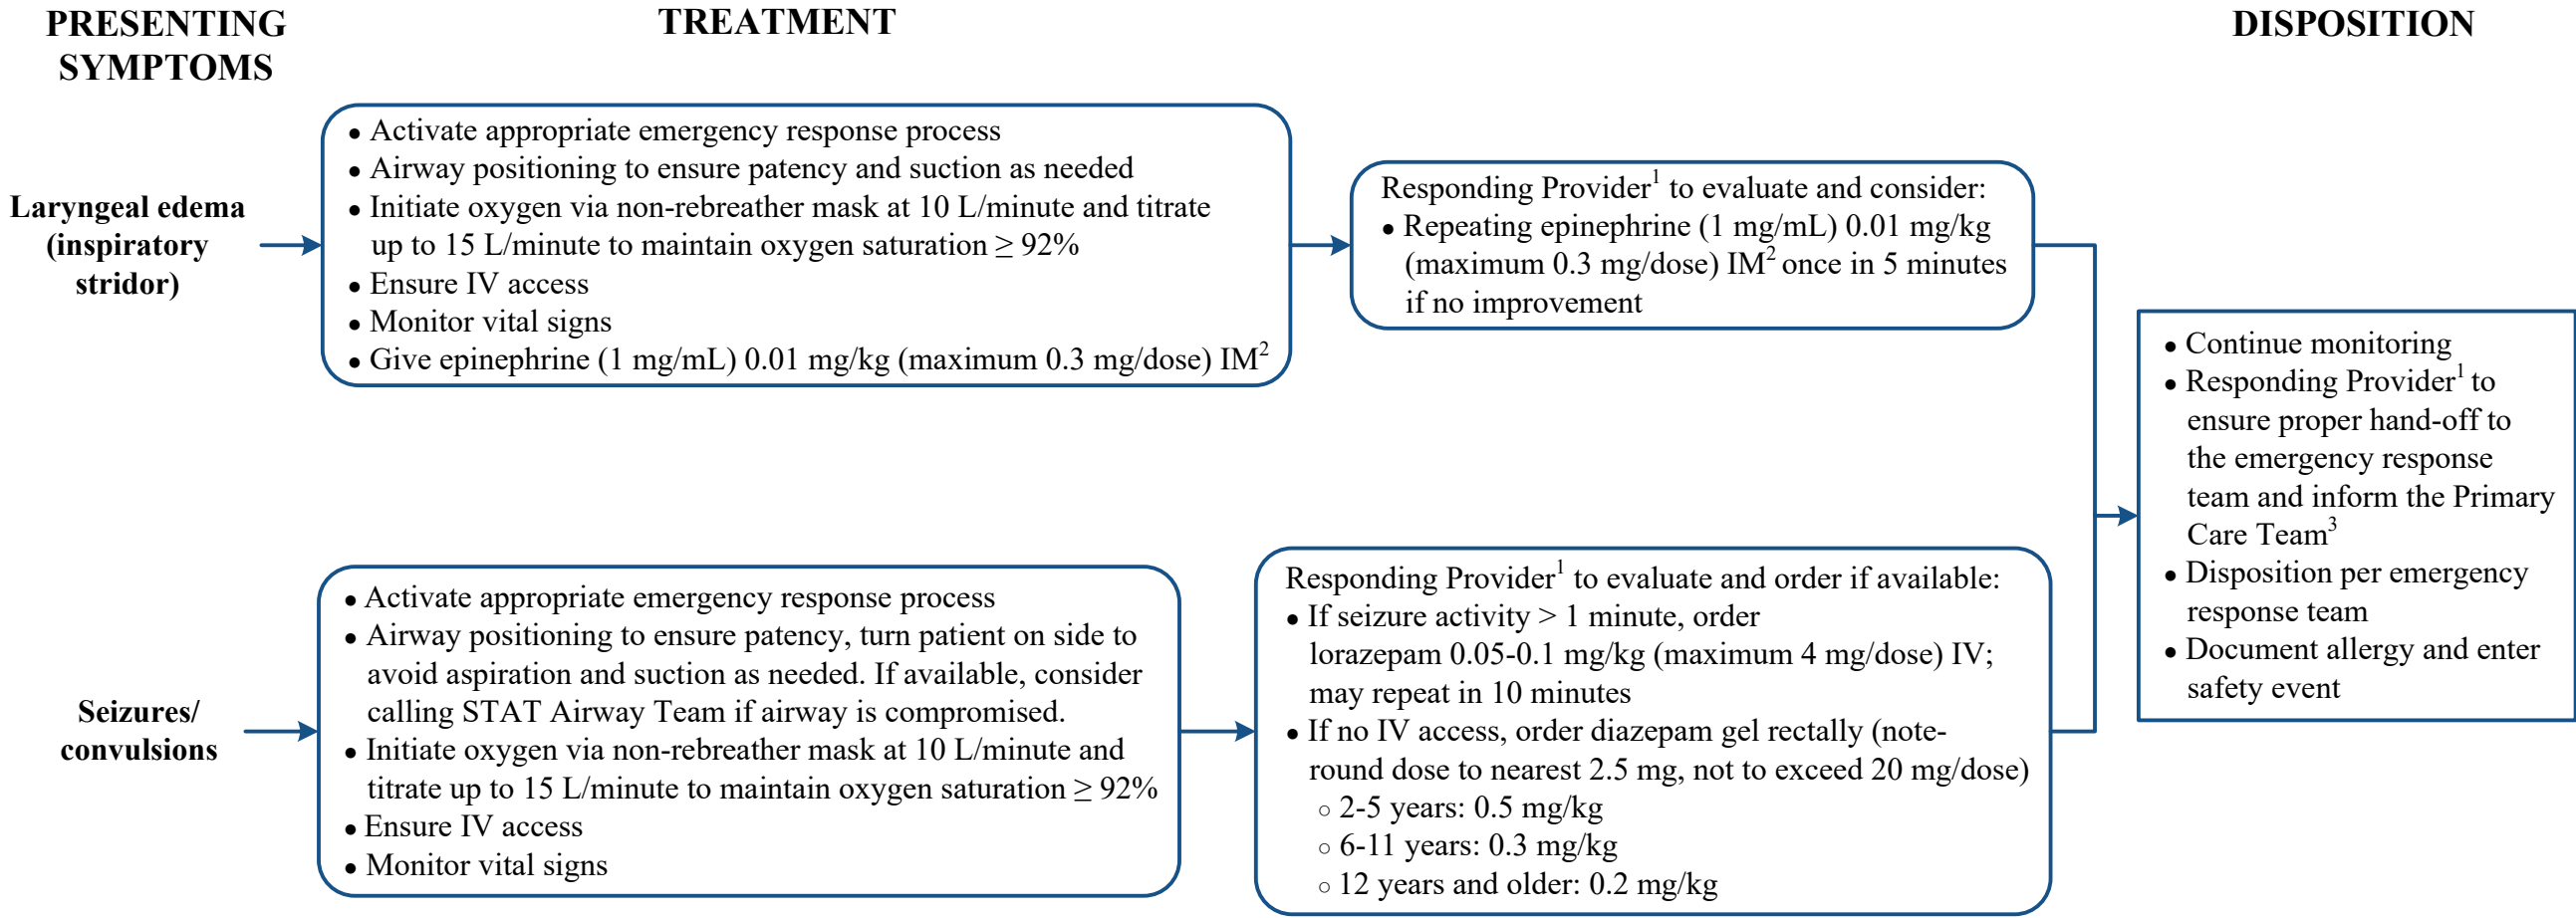 PRESENTING
SYMPTOMS
TREATMENT
DISPOSITION
Laryngeal edema
(inspiratory
stridor)
• Activate appropriate emergency response process
• Airway positioning to ensure patency and suction as needed
• Initiate oxygen via non-rebreather mask at 10 L/minute and titrate
up to 15 L/minute to maintain oxygen saturation ≥ 92%
• Ensure IV access
• Monitor vital signs
• Give epinephrine (1 mg/mL) 0.01 mg/kg (maximum 0.3 mg/dose) IM²
Responding Provider¹ to evaluate and consider:
• Repeating epinephrine (1 mg/mL) 0.01 mg/kg
(maximum 0.3 mg/dose) IM² once in 5 minutes
if no improvement
Seizures/
convulsions
• Activate appropriate emergency response process
• Airway positioning to ensure patency, turn patient on side to
avoid aspiration and suction as needed. If available, consider
calling STAT Airway Team if airway is compromised.
• Initiate oxygen via non-rebreather mask at 10 L/minute and
titrate up to 15 L/minute to maintain oxygen saturation ≥ 92%
• Ensure IV access
• Monitor vital signs
Responding Provider¹ to evaluate and order if available:
• If seizure activity > 1 minute, order
lorazepam 0.05-0.1 mg/kg (maximum 4 mg/dose) IV;
may repeat in 10 minutes
• If no IV access, order diazepam gel rectally (note-
round dose to nearest 2.5 mg, not to exceed 20 mg/dose)
○ 2-5 years: 0.5 mg/kg
○ 6-11 years: 0.3 mg/kg
○ 12 years and older: 0.2 mg/kg
• Continue monitoring
• Responding Provider¹ to
ensure proper hand-off to
the emergency response
team and inform the Primary
Care Team³
• Disposition per emergency
response team
• Document allergy and enter
safety event